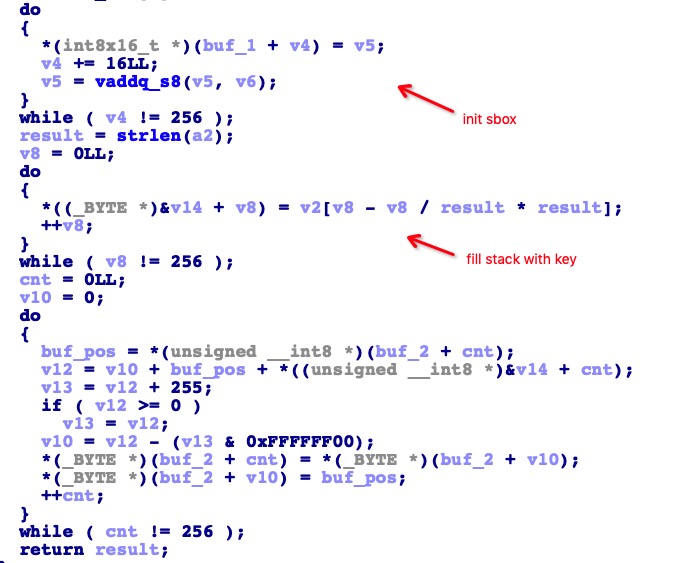 do
{
*(int8x16_t *)(buf_1 + v4) = v5;
v4 += 16LL;
v5 = vaddq_s8(v5, v6);
}
init sbox
while ( v4 != 256 );
result = strlen(a2);
v8 = 0LL;
do
{
*((_BYTE *)&v14 + v8) = v2[v8 - v8 / result * result];
++v8;
}
fill stack with key
while ( v8 != 256 );
cnt = 0LL;
v10 = 0;
do
{
buf_pos = *(unsigned __int8 *)(buf_2 + cnt);
v12 = v10 + buf_pos + *((unsigned __int8 *)&v14 + cnt);
v13 = v12 + 255;
if ( v12 >= 0 )
v13 = v12;
v10 = v12 - (v13 & 0xFFFFFF00);
*(_BYTE *)(buf_2 + cnt) = *(_BYTE *)(buf_2 + v10);
*(_BYTE *)(buf_2 + v10) = buf_pos;
++cnt;
}
while ( cnt != 256 );
return result;